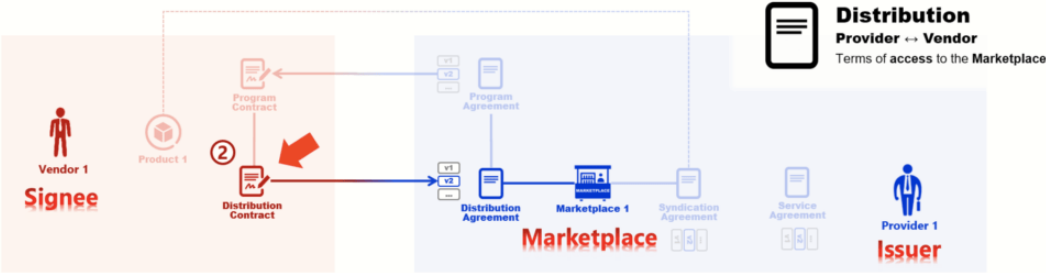 Distribution
Provider ↔ Vendor
Terms of access to the Marketplace
v1
v2
...
Program
Contract
Program
Agreement
Product 1
2
Vendor 1
Signee
Distribution
Contract
v1
v2
...
Distribution
Agreement
Marketplace 1
MARKETPLACE
Marketplace
Syndication
Agreement
Service
Agreement
Provider 1
Issuer